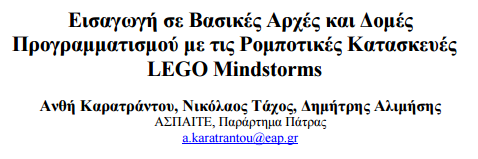 Εισαγωγή σε Βασικές Αρχές και Δομές
Προγραμματισμού με τις Ρομποτικές Κατασκευές
LEGO Mindstorms
Ανθή Καρατράντου, Νικόλαος Τάχος, Δημήτρης Αλιμήσης
ΑΣΠΑΙΤΕ, Παράρτημα Πάτρας
a.karatrantou@eap.gr